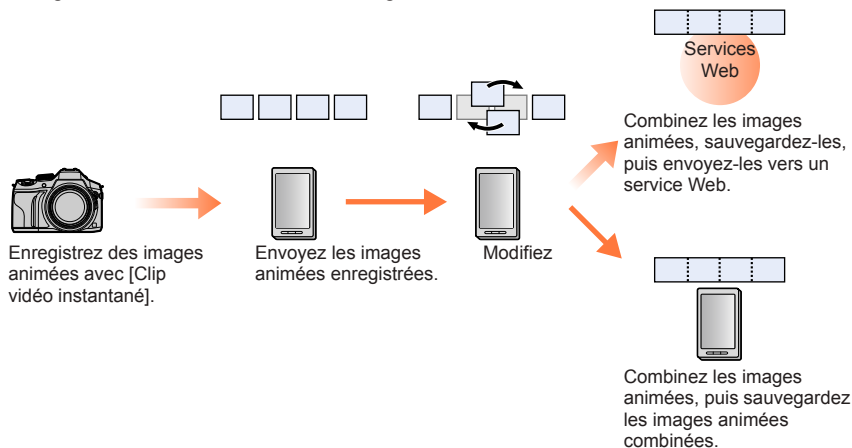 Enregistrez des images
animées avec [Clip
vidéo instantané].
Envoyez les images
animées enregistrées.
Modifiez
Services
Web
Combinez les images
animées, sauvegardez-les,
puis envoyez-les vers un
service Web.
Combinez les images
animées, puis sauvegardez
les images animées
combinées.